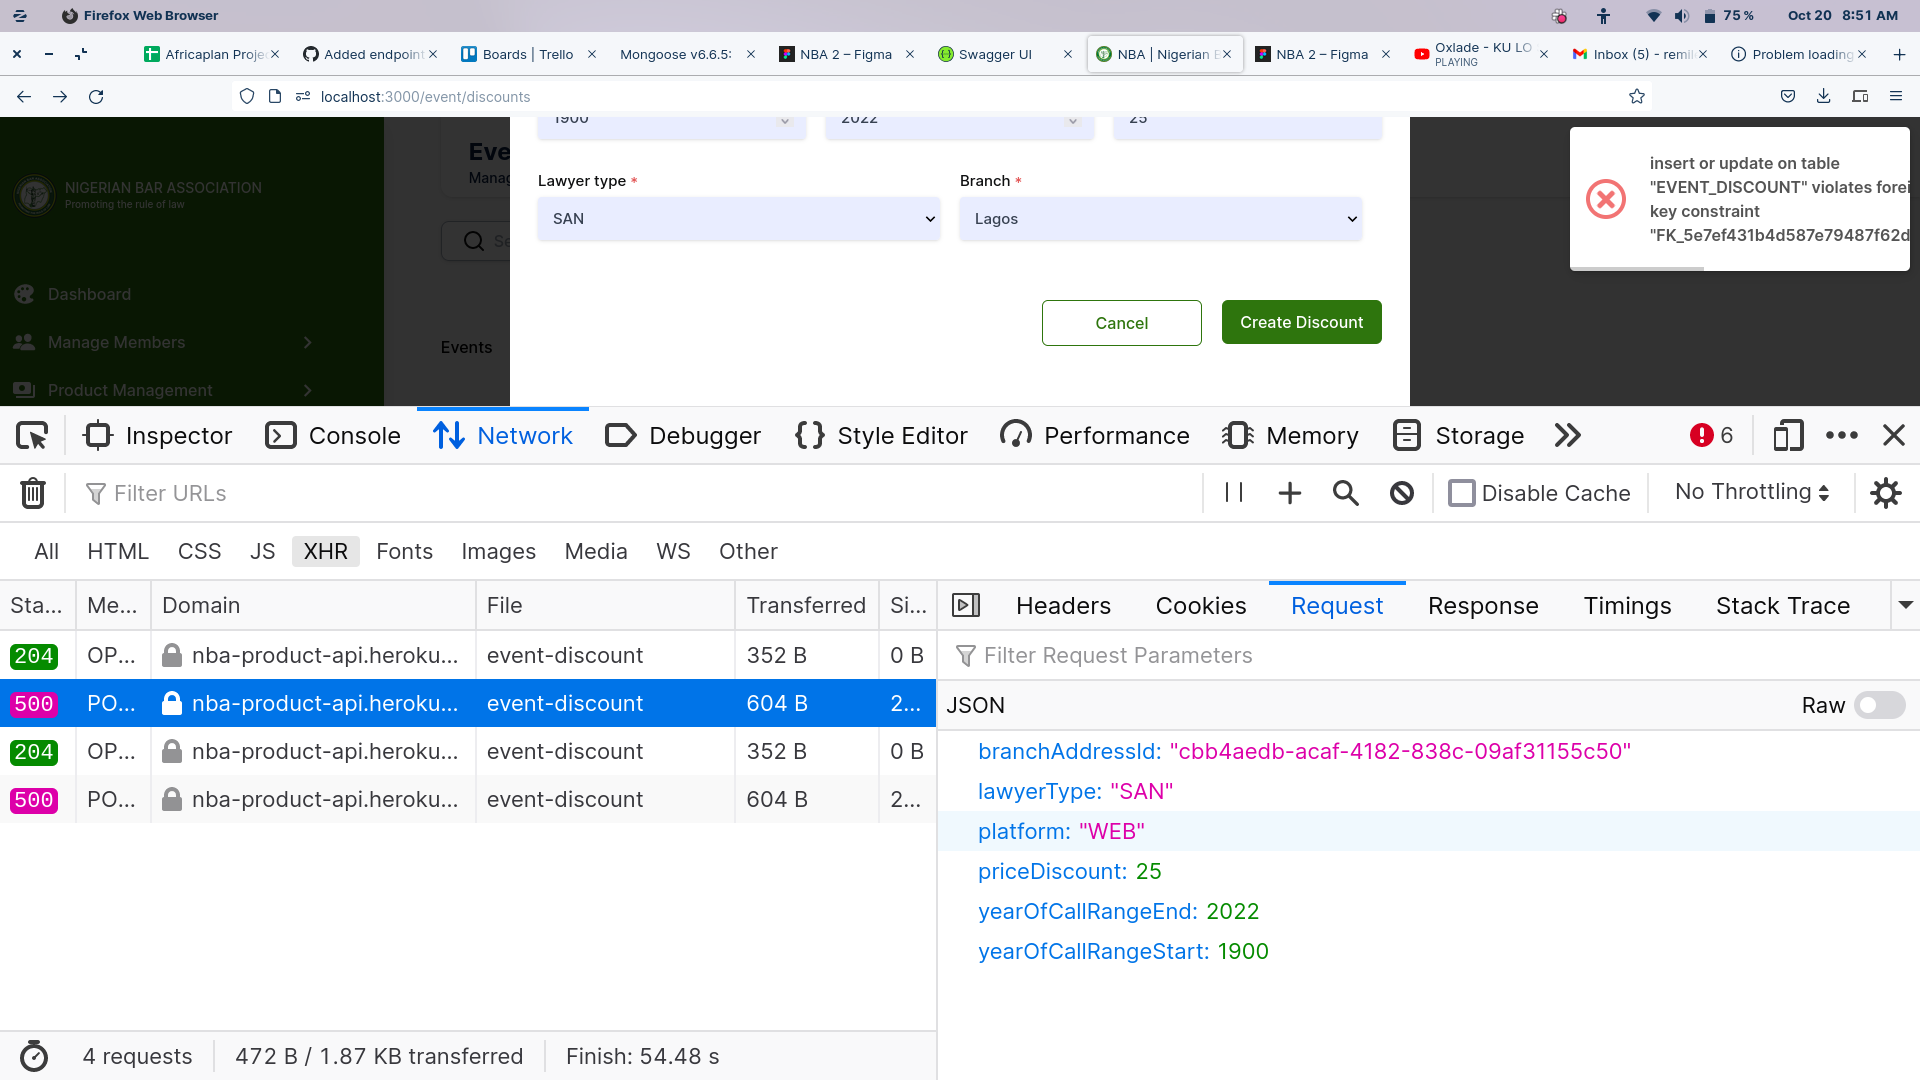 Firefox Web Browser
75 %
Oct 20 8:51 AM
Africaplan Proje
Added endpoint
Boards | Trello
Mongoose v6.6.5:
NBA 2 – Figma
Swagger UI
NBA | Nigerian B
NBA 2 – Figma
Oxlade - KU LO
PLAYING
Inbox (5) - remi
Problem loading
localhost:3000/event/discounts
1900
2022
25
NIGERIAN BAR ASSOCIATION
Promoting the rule of law
Eve
Manag
Se
Lawyer type *
Branch *
SAN
Lagos
insert or update on table
"EVENT_DISCOUNT" violates forei
key constraint
"FK_5e7ef431b4d587e79487f62d
Dashboard
Manage Members
Product Management
Events
Cancel
Create Discount
Inspector
Console
Network
Debugger
Style Editor
Performance
Memory
Storage
6
Filter URLs
Disable Cache
No Throttling
All HTML CSS JS XHR Fonts Images Media WS Other
Sta... Me... Domain File Transferred Si...
204 OP... nba-product-api.heroku... event-discount 352 B 0 B
500 PO... nba-product-api.heroku... event-discount 604 B 2...
204 OP... nba-product-api.heroku... event-discount 352 B 0 B
500 PO... nba-product-api.heroku... event-discount 604 B 2...
Headers Cookies Request Response Timings Stack Trace
Filter Request Parameters
JSON
Raw
branchAddressId: "cbb4aedb-acaf-4182-838c-09af31155c50"
lawyerType: "SAN"
platform: "WEB"
priceDiscount: 25
yearOfCallRangeEnd: 2022
yearOfCallRangeStart: 1900
4 requests
472 B / 1.87 KB transferred
Finish: 54.48 s